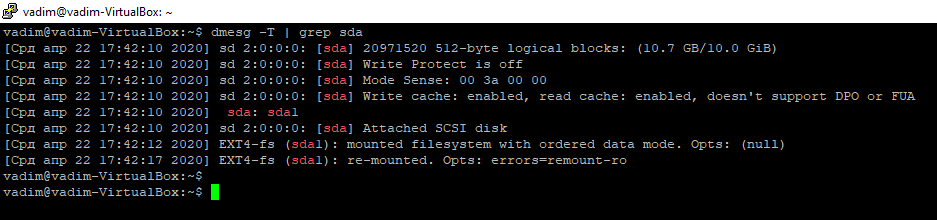 vadim@vadim-VirtualBox: ~
vadim@vadim-VirtualBox:~$ dmesg -T | grep sda
[Срд апр 22 17:42:10 2020] sd 2:0:0:0: [sda] 20971520 512-byte logical blocks: (10.7 GB/10.0 GiB)
[Срд апр 22 17:42:10 2020] sd 2:0:0:0: [sda] Write Protect is off
[Срд апр 22 17:42:10 2020] sd 2:0:0:0: [sda] Mode Sense: 00 3a 00 00
[Срд апр 22 17:42:10 2020] sd 2:0:0:0: [sda] Write cache: enabled, read cache: enabled, doesn't support DPO or FUA
[Срд апр 22 17:42:10 2020]  sda: sda1
[Срд апр 22 17:42:10 2020] sd 2:0:0:0: [sda] Attached SCSI disk
[Срд апр 22 17:42:12 2020] EXT4-fs (sda1): mounted filesystem with ordered data mode. Opts: (null)
[Срд апр 22 17:42:17 2020] EXT4-fs (sda1): re-mounted. Opts: errors=remount-ro
vadim@vadim-VirtualBox:~$
vadim@vadim-VirtualBox:~$